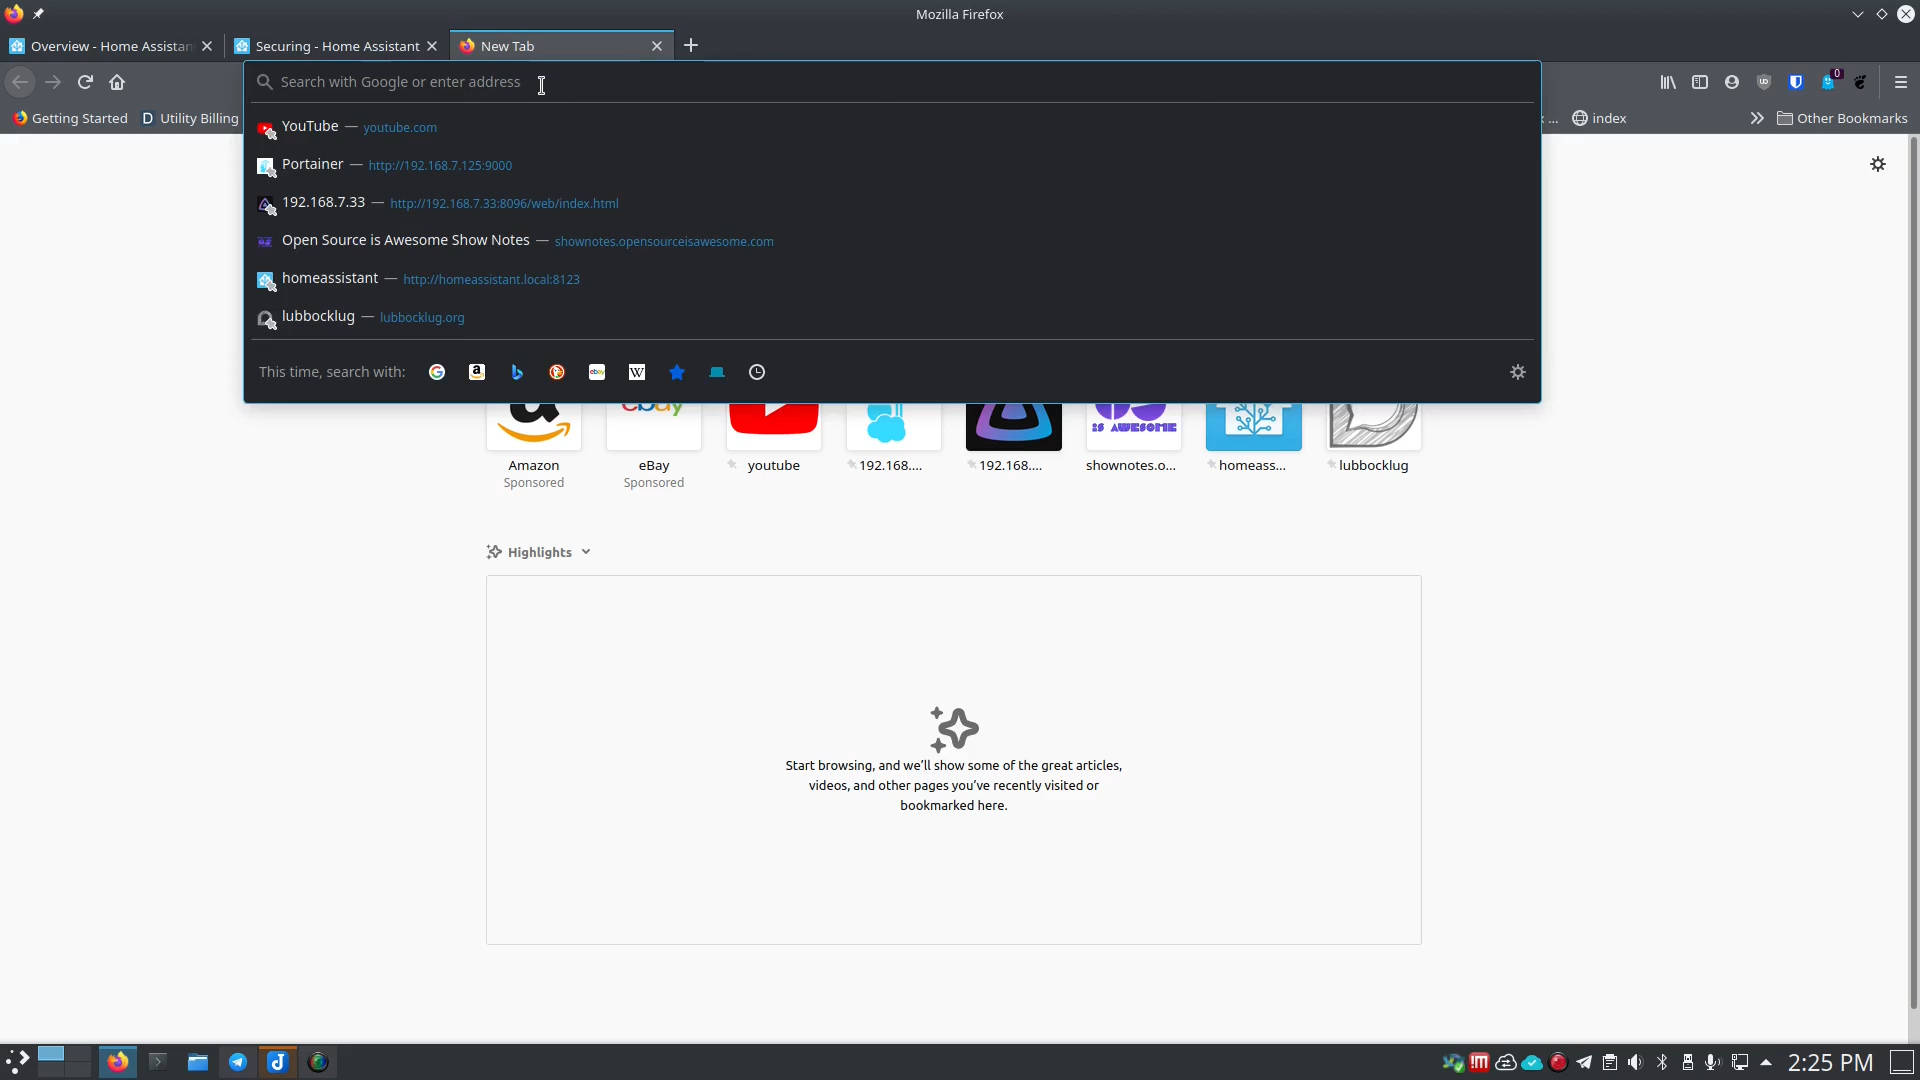 Mozilla Firefox
Overview - Home Assistan
Securing - Home Assistant
New Tab
Search with Google or enter address
Getting Started
Utility Billing
...
index
Other Bookmarks
0
YouTube — youtube.com
Portainer — http://192.168.7.125:9000
192.168.7.33 — http://192.168.7.33:8096/web/index.html
Open Source is Awesome Show Notes — shownotes.opensourceisawesome.com
homeassistant — http://homeassistant.local:8123
lubbocklug — lubbocklug.org
This time, search with:
IS AWESOME
Amazon
Sponsored
eBay
Sponsored
youtube
192.168....
192.168....
shownotes.o...
homeass...
lubbocklug
Highlights
Start browsing, and we'll show some of the great articles,
videos, and other pages you've recently visited or
bookmarked here.
2:25 PM